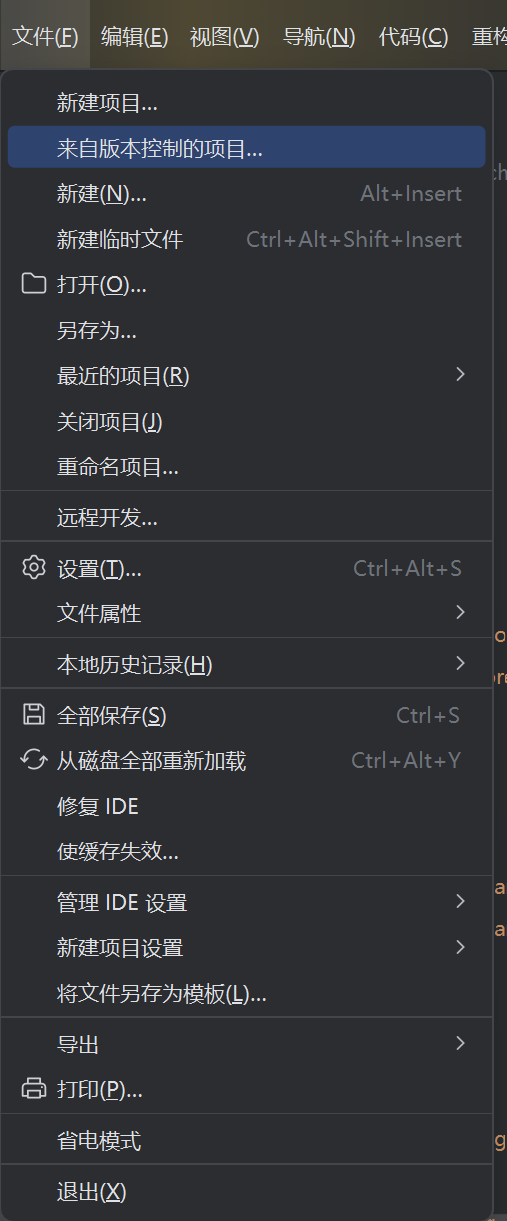 文件(F) 编辑(E) 视图(V) 导航(N) 代码(C) 重构
新建项目...
来自版本控制的项目...
新建(N)... Alt+Insert
新建临时文件 Ctrl+Alt+Shift+Insert
打开(O)...
另存为...
最近的项目(R)
关闭项目(J)
重命名项目...
远程开发...
设置(T)... Ctrl+Alt+S
文件属性
本地历史记录(H)
全部保存(S) Ctrl+S
从磁盘全部重新加载 Ctrl+Alt+Y
修复 IDE
使缓存失效...
管理 IDE 设置
新建项目设置
将文件另存为模板(L)...
导出
打印(P)...
省电模式
退出(X)